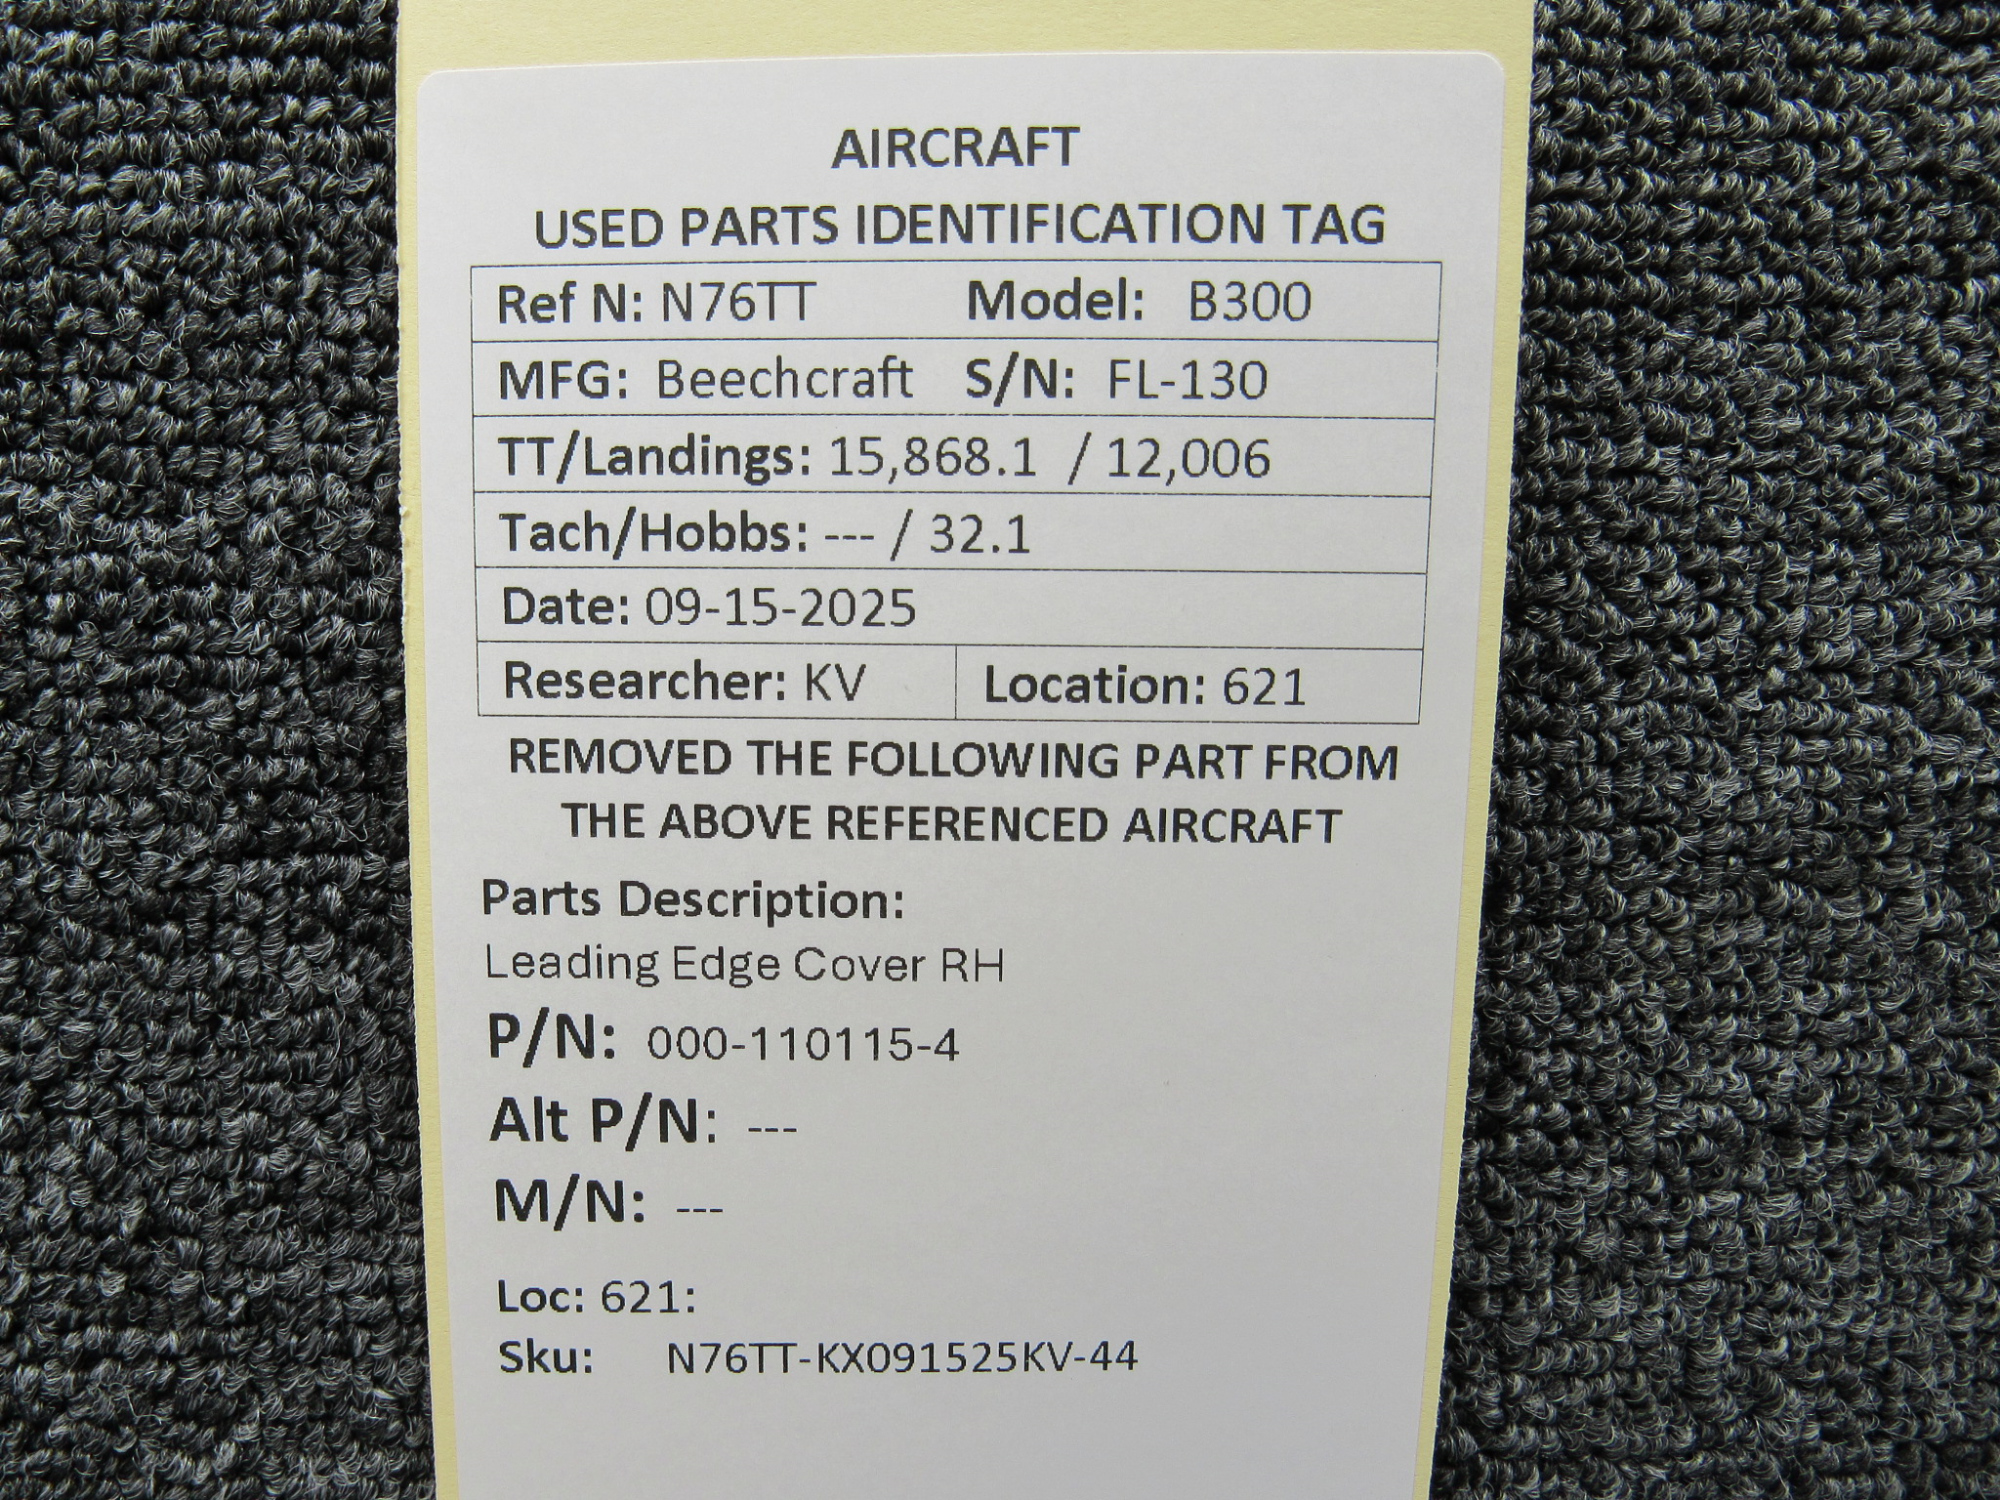 AIRCRAFT
USED PARTS IDENTIFICATION TAG
Ref N: N76TT Model: B300
MFG: Beechcraft S/N: FL-130
TT/Landings: 15,868.1 / 12,006
Tach/Hobbs: --- / 32.1
Date: 09-15-2025
Researcher: KV Location: 621
REMOVED THE FOLLOWING PART FROM
THE ABOVE REFERENCED AIRCRAFT
Parts Description:
Leading Edge Cover RH
P/N: 000-110115-4
Alt P/N: ---
M/N: ---
Loc: 621:
Sku: N76TT-KX091525KV-44